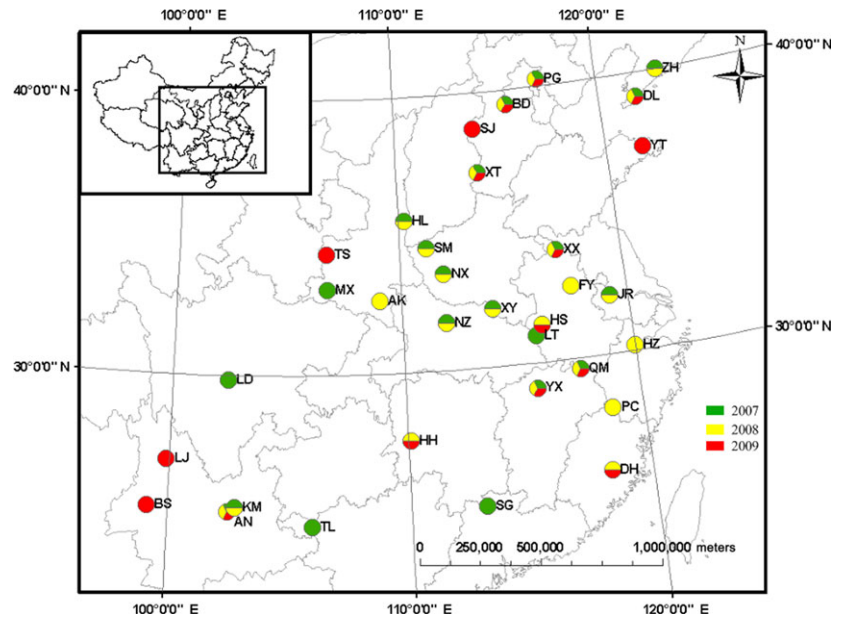 100°0'0" E
110°0'0" E
120°0'0" E
40°0'0" N
40°0'0" N
N
ZH
PG
DL
BD
SJ
YT
XT
HL
SM
XX
TS
NX
FY
MX
AK
JR
XY
HS
NZ
LT
30°0'0" N
HZ
30°0'0" N
QM
LD
YX
PC
2007
2008
2009
HH
LJ
DH
BS
KM
SG
AN
TL
0 250,000 500,000 1,000,000 meters
100°0'0" E
110°0'0" E
120°0'0" E